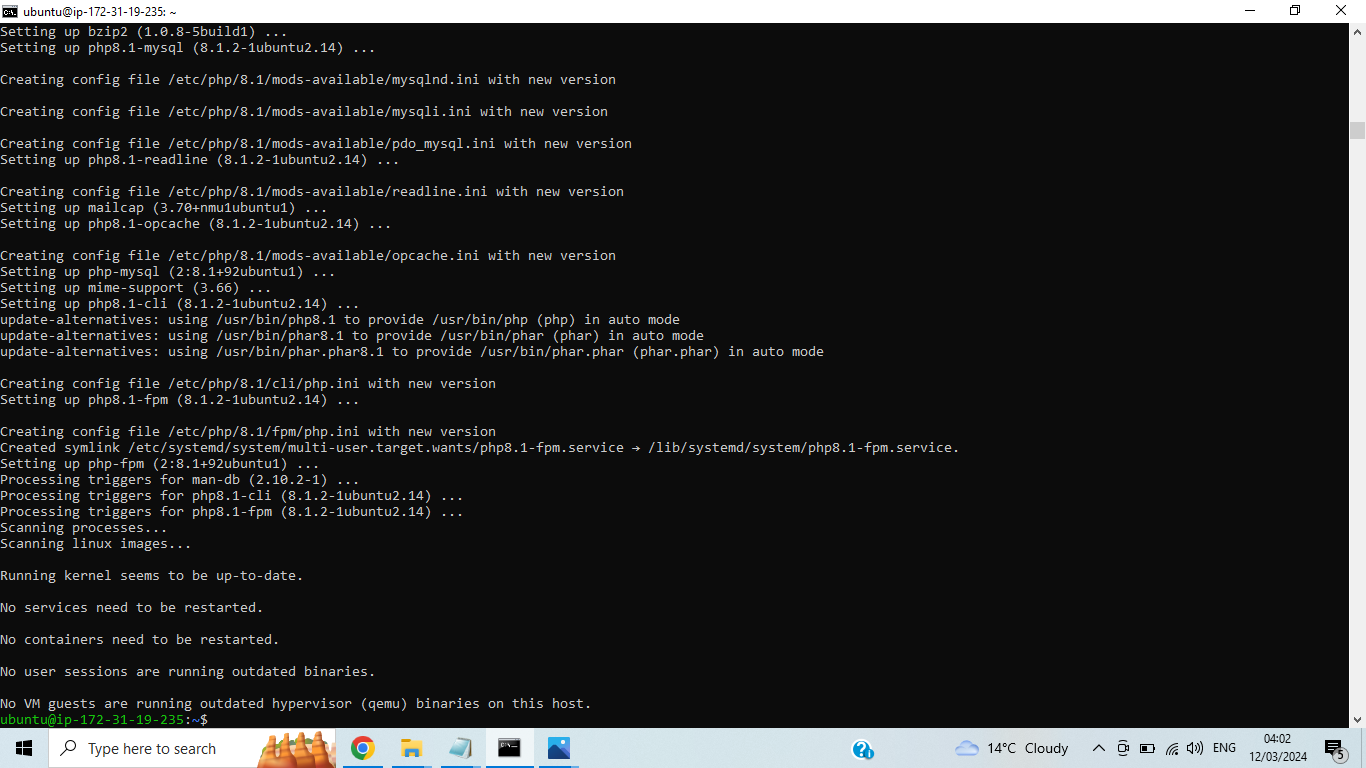 ubuntu@ip-172-31-19-235: ~
Setting up bzip2 (1.0.8-5build1) ...
Setting up php8.1-mysql (8.1.2-1ubuntu2.14) ...
Creating config file /etc/php/8.1/mods-available/mysqlnd.ini with new version
Creating config file /etc/php/8.1/mods-available/mysqli.ini with new version
Creating config file /etc/php/8.1/mods-available/pdo_mysql.ini with new version
Setting up php8.1-readline (8.1.2-1ubuntu2.14) ...
Creating config file /etc/php/8.1/mods-available/readline.ini with new version
Setting up mailcap (3.70+nmu1ubuntu1) ...
Setting up php8.1-opcache (8.1.2-1ubuntu2.14) ...
Creating config file /etc/php/8.1/mods-available/opcache.ini with new version
Setting up php-mysql (2:8.1+92ubuntu1) ...
Setting up mime-support (3.66) ...
Setting up php8.1-cli (8.1.2-1ubuntu2.14) ...
update-alternatives: using /usr/bin/php8.1 to provide /usr/bin/php (php) in auto mode
update-alternatives: using /usr/bin/phar8.1 to provide /usr/bin/phar (phar) in auto mode
update-alternatives: using /usr/bin/phar.phar8.1 to provide /usr/bin/phar.phar (phar.phar) in auto mode
Creating config file /etc/php/8.1/cli/php.ini with new version
Setting up php8.1-fpm (8.1.2-1ubuntu2.14) ...
Creating config file /etc/php/8.1/fpm/php.ini with new version
Created symlink /etc/systemd/system/multi-user.target.wants/php8.1-fpm.service → /lib/systemd/system/php8.1-fpm.service.
Setting up php-fpm (2:8.1+92ubuntu1) ...
Processing triggers for man-db (2.10.2-1) ...
Processing triggers for php8.1-cli (8.1.2-1ubuntu2.14) ...
Processing triggers for php8.1-fpm (8.1.2-1ubuntu2.14) ...
Scanning processes...
Scanning linux images...
Running kernel seems to be up-to-date.
No services need to be restarted.
No containers need to be restarted.
No user sessions are running outdated binaries.
No VM guests are running outdated hypervisor (qemu) binaries on this host.
ubuntu@ip-172-31-19-235:~$
Type here to search
14°C Cloudy
ENG
04:02
12/03/2024
5